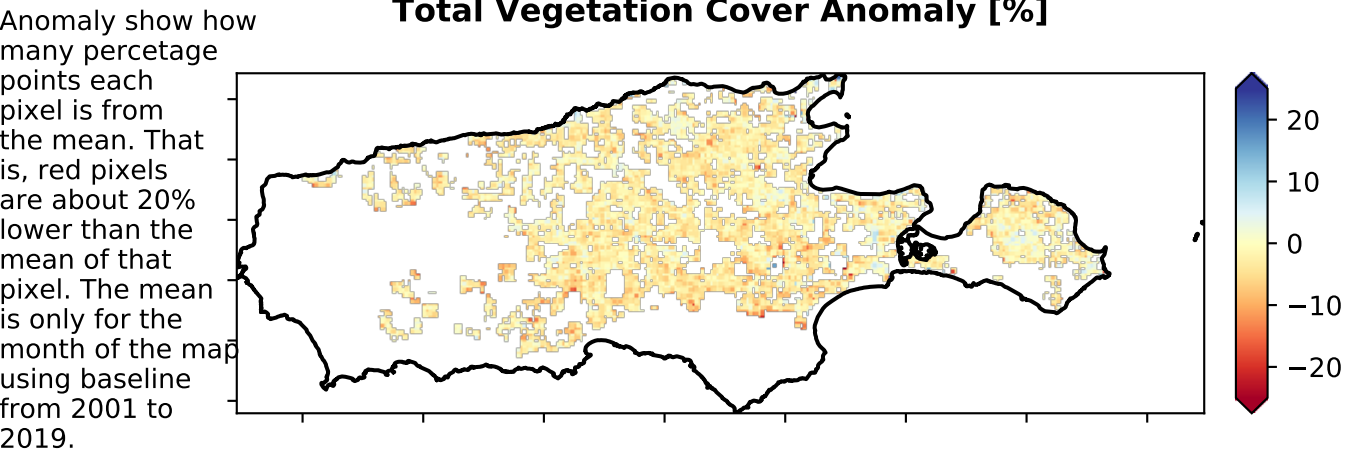 Total Vegetation Cover Anomaly [%]
Anomaly show how
many percetage
points each
pixel is from
the mean. That
is, red pixels
are about 20%
lower than the
mean of that
pixel. The mean
is only for the
month of the map
using baseline
from 2001 to
2019.
20
10
0
−10
−20